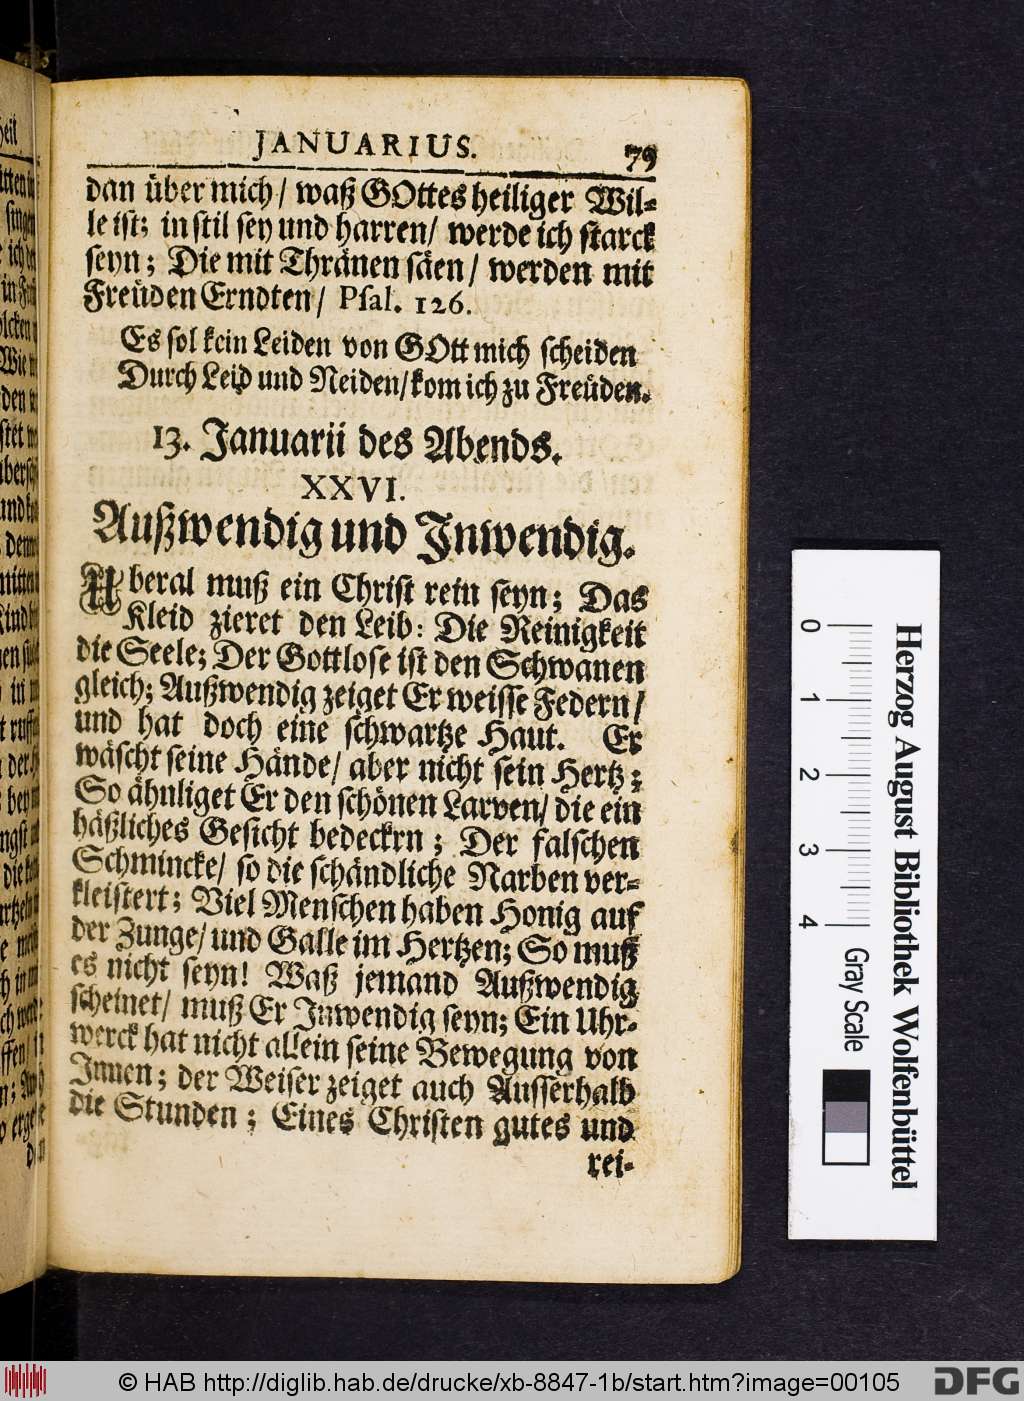 JANUARIUS. 79
dan über mich/ waß GOttes heiliger Wil-
le ist; in stil sey und harren/ werde ich starck
seyn; Die mit Thränen säen/ werden mit
Freüden Erndten/ Psal. 126.
Es sol kein Leiden von GOtt mich scheiden
Durch Leid und Neiden/kom ich zu Freüden.
13. Januarii des Abends.
XXVI.
Außwendig und Inwendig.
Uberal muß ein Christ rein seyn; Das
Kleid zieret den Leib: Die Reinigkeit
die Seele; Der Gottlose ist den Schwanen
gleich; Außwendig zeiget Er weisse Federn/
und hat doch eine schwartze Haut. Er
wäscht seine Hände/ aber nicht sein Hertz;
So ähnliget Er den schönen Larven/ die ein
häßliches Gesicht bedeckrn; Der falschen
Schmincke/ so die schändliche Narben ver-
kleistert; Viel Menschen haben Honig auf
der Zunge/ und Galle im Hertzen; So muß
es nicht seyn! Waß jemand Außwendig
scheinet/ muß Er Inwendig seyn; Ein Uhr-
werck hat nicht allein seine Bewegung von
Innen; der Weiser zeiget auch Ausserhalb
die Stunden; Eines Christen gutes und
rei-
0 1 2 3 4
Gray Scale
Herzog August Bibliothek Wolfenbüttel
© HAB http://diglib.hab.de/drucke/xb-8847-1b/start.htm?image=00105
DFG